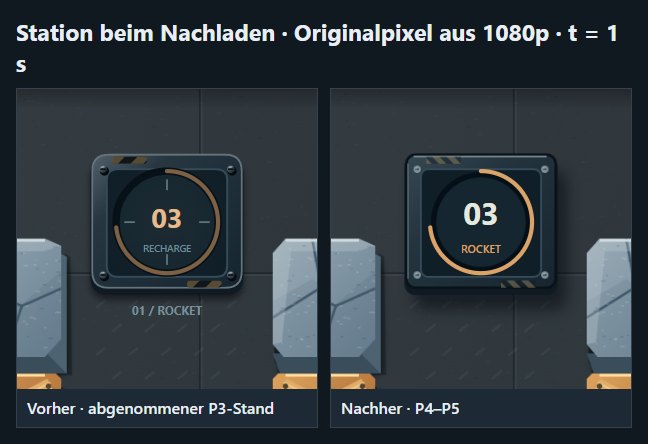 Station beim Nachladen · Originalpixel aus 1080p · t = 1
s
03
RECHARGE
01 / ROCKET
Vorher · abgenommener P3-Stand
03
ROCKET
Nachher · P4–P5